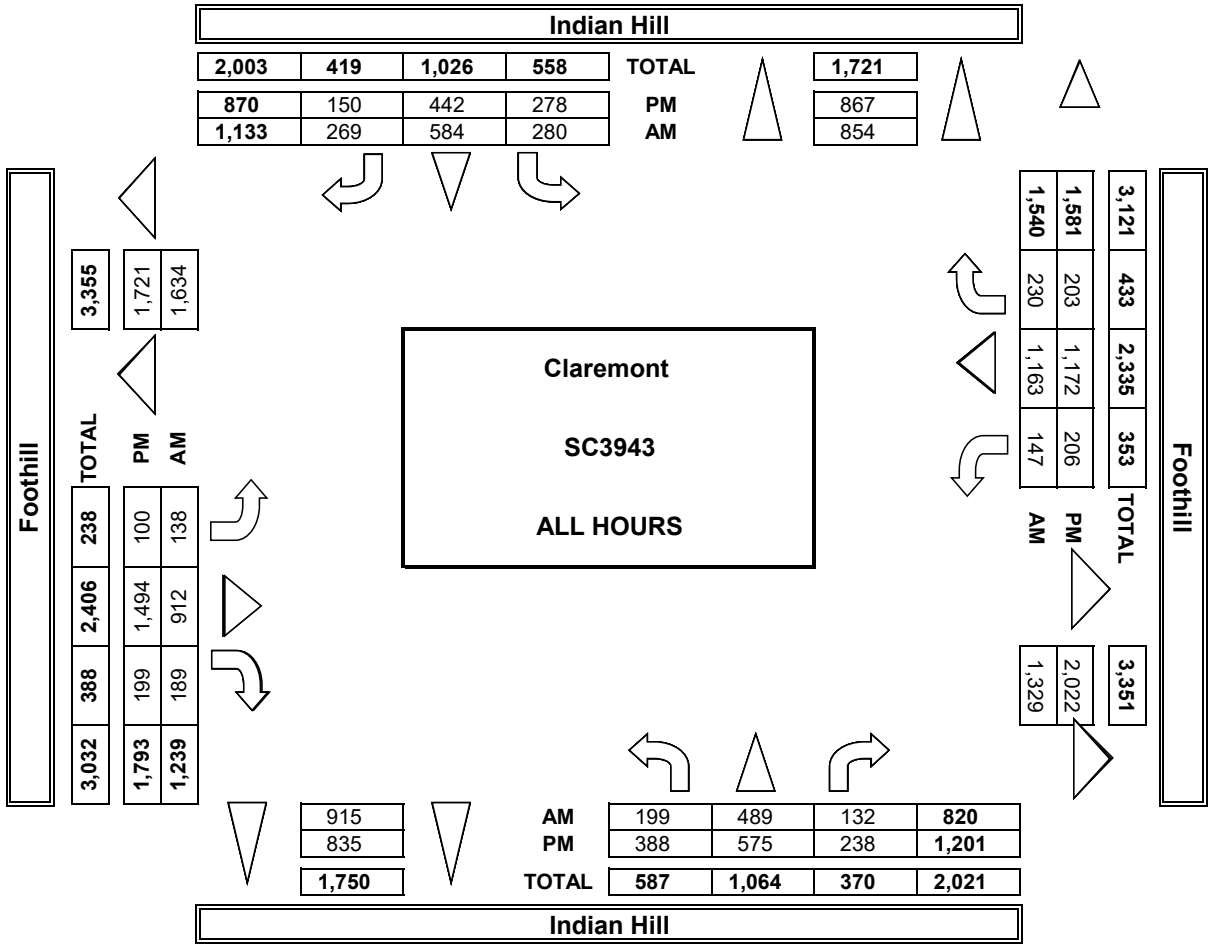 Indian Hill
2,003 419 1,026 558 TOTAL 1,721
870 150 442 278 PM 867
1,133 269 584 280 AM 854
Foothill
3,355
1,721
1,634
TOTAL
PM
AM
238 2,406 388 3,032
100 1,494 199 1,793
138 912 189 1,239
Claremont
SC3943
ALL HOURS
3,121 433 2,335 353 TOTAL 3,351
1,581 203 1,172 206 PM 2,022
1,540 230 1,163 147 AM 1,329
Foothill
915 AM 199 489 132 820
835 PM 388 575 238 1,201
1,750 TOTAL 587 1,064 370 2,021
Indian Hill